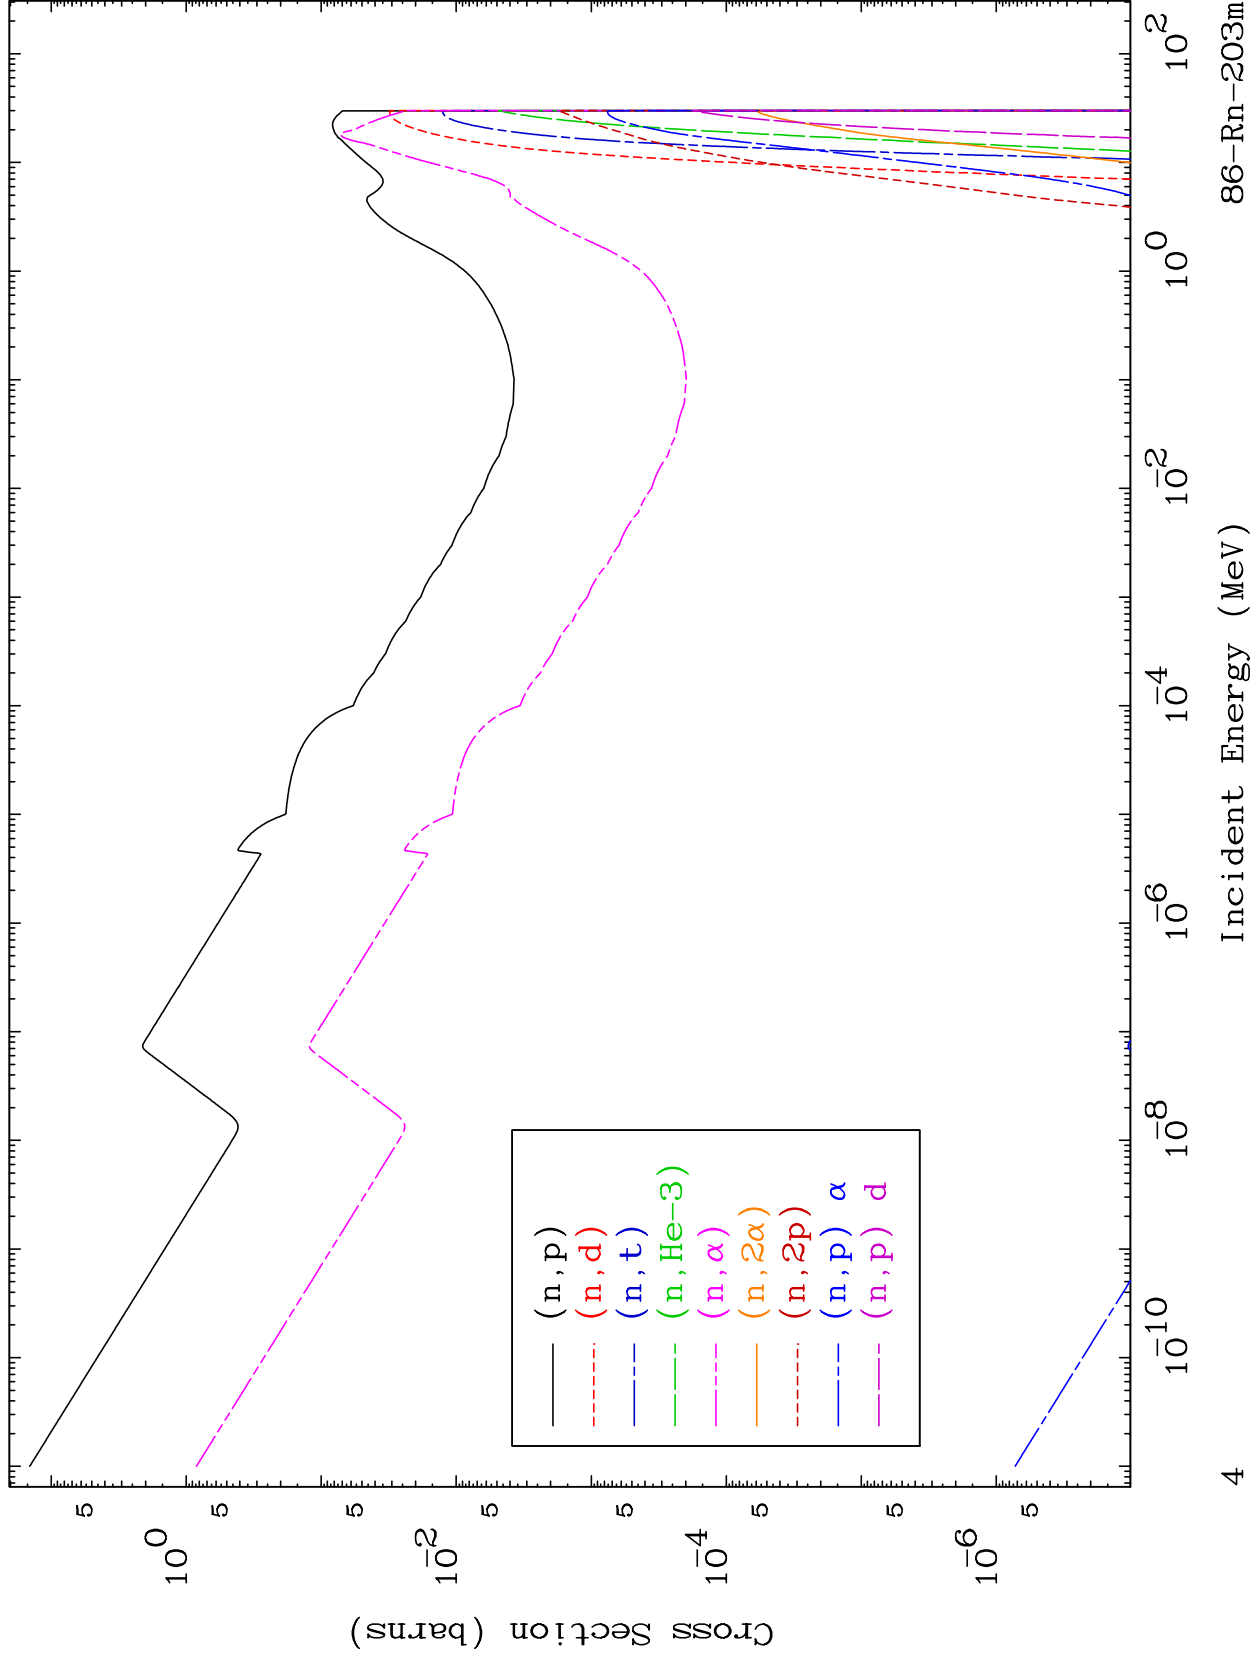 Cross Section (barns)
10^0
10^-2
10^-4
10^-6
5
5
5
5
5
5
5
5
(n,p)
(n,d)
(n,t)
(n,He-3)
(n,α)
(n,2α)
(n,2p)
(n,p) α
(n,p) d
10^-10
10^-8
10^-6
10^-4
10^-2
10^0
10^2
Incident Energy (MeV)
4
86-Rn-203m